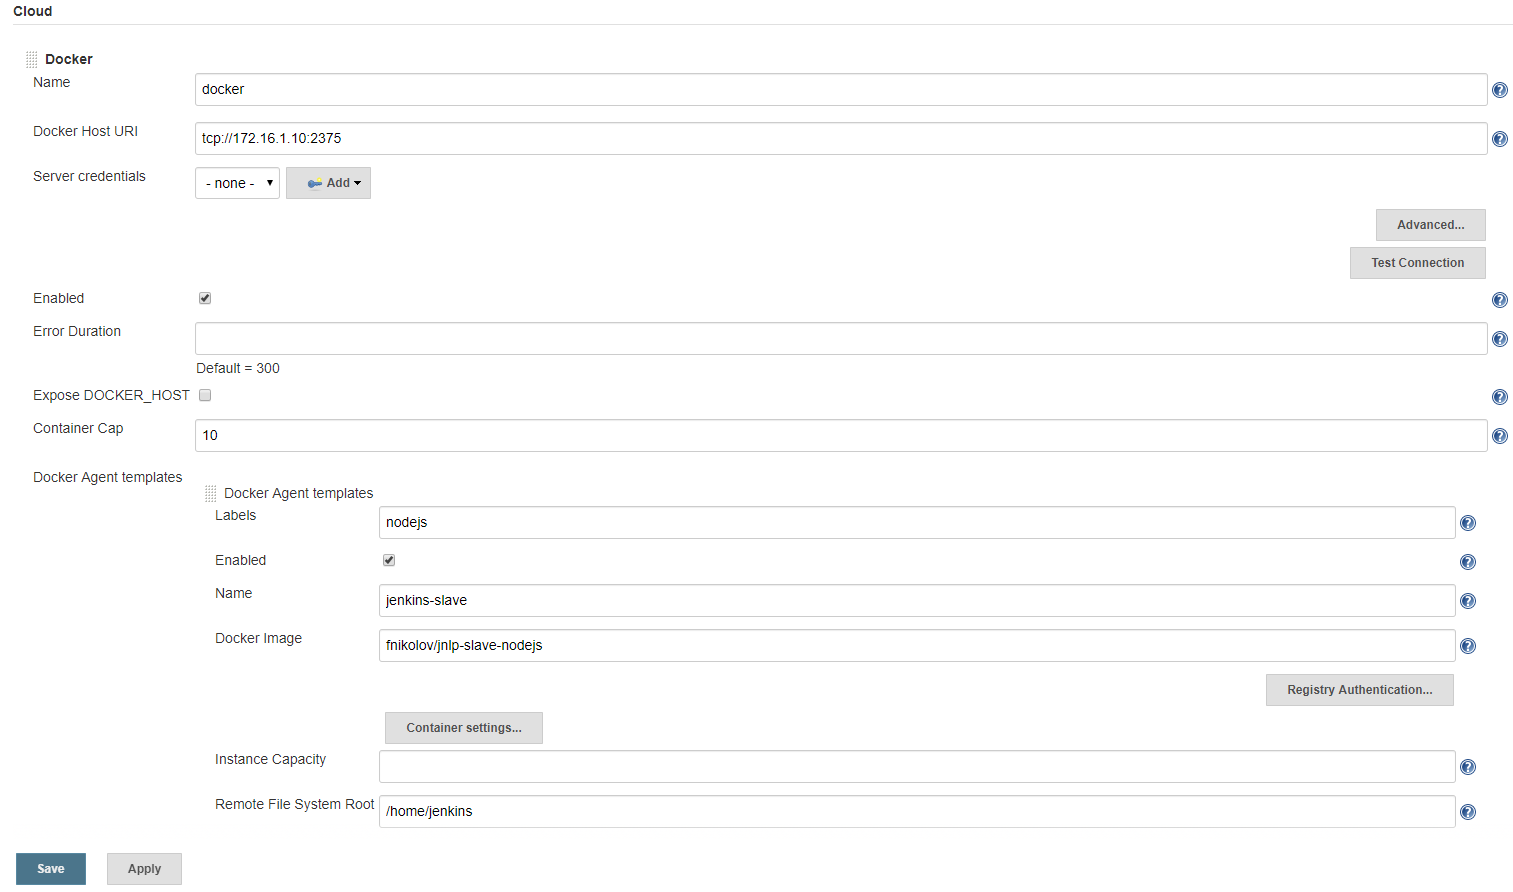 Cloud
Docker
Name
docker
Docker Host URI
tcp://172.16.1.10:2375
Server credentials
- none -
Add
Advanced...
Test Connection
Enabled
Error Duration
Default = 300
Expose DOCKER_HOST
Container Cap
10
Docker Agent templates
Docker Agent templates
Labels
nodejs
Enabled
Name
jenkins-slave
Docker Image
fnikolov/jnlp-slave-nodejs
Registry Authentication...
Container settings...
Instance Capacity
Remote File System Root
/home/jenkins
Save
Apply